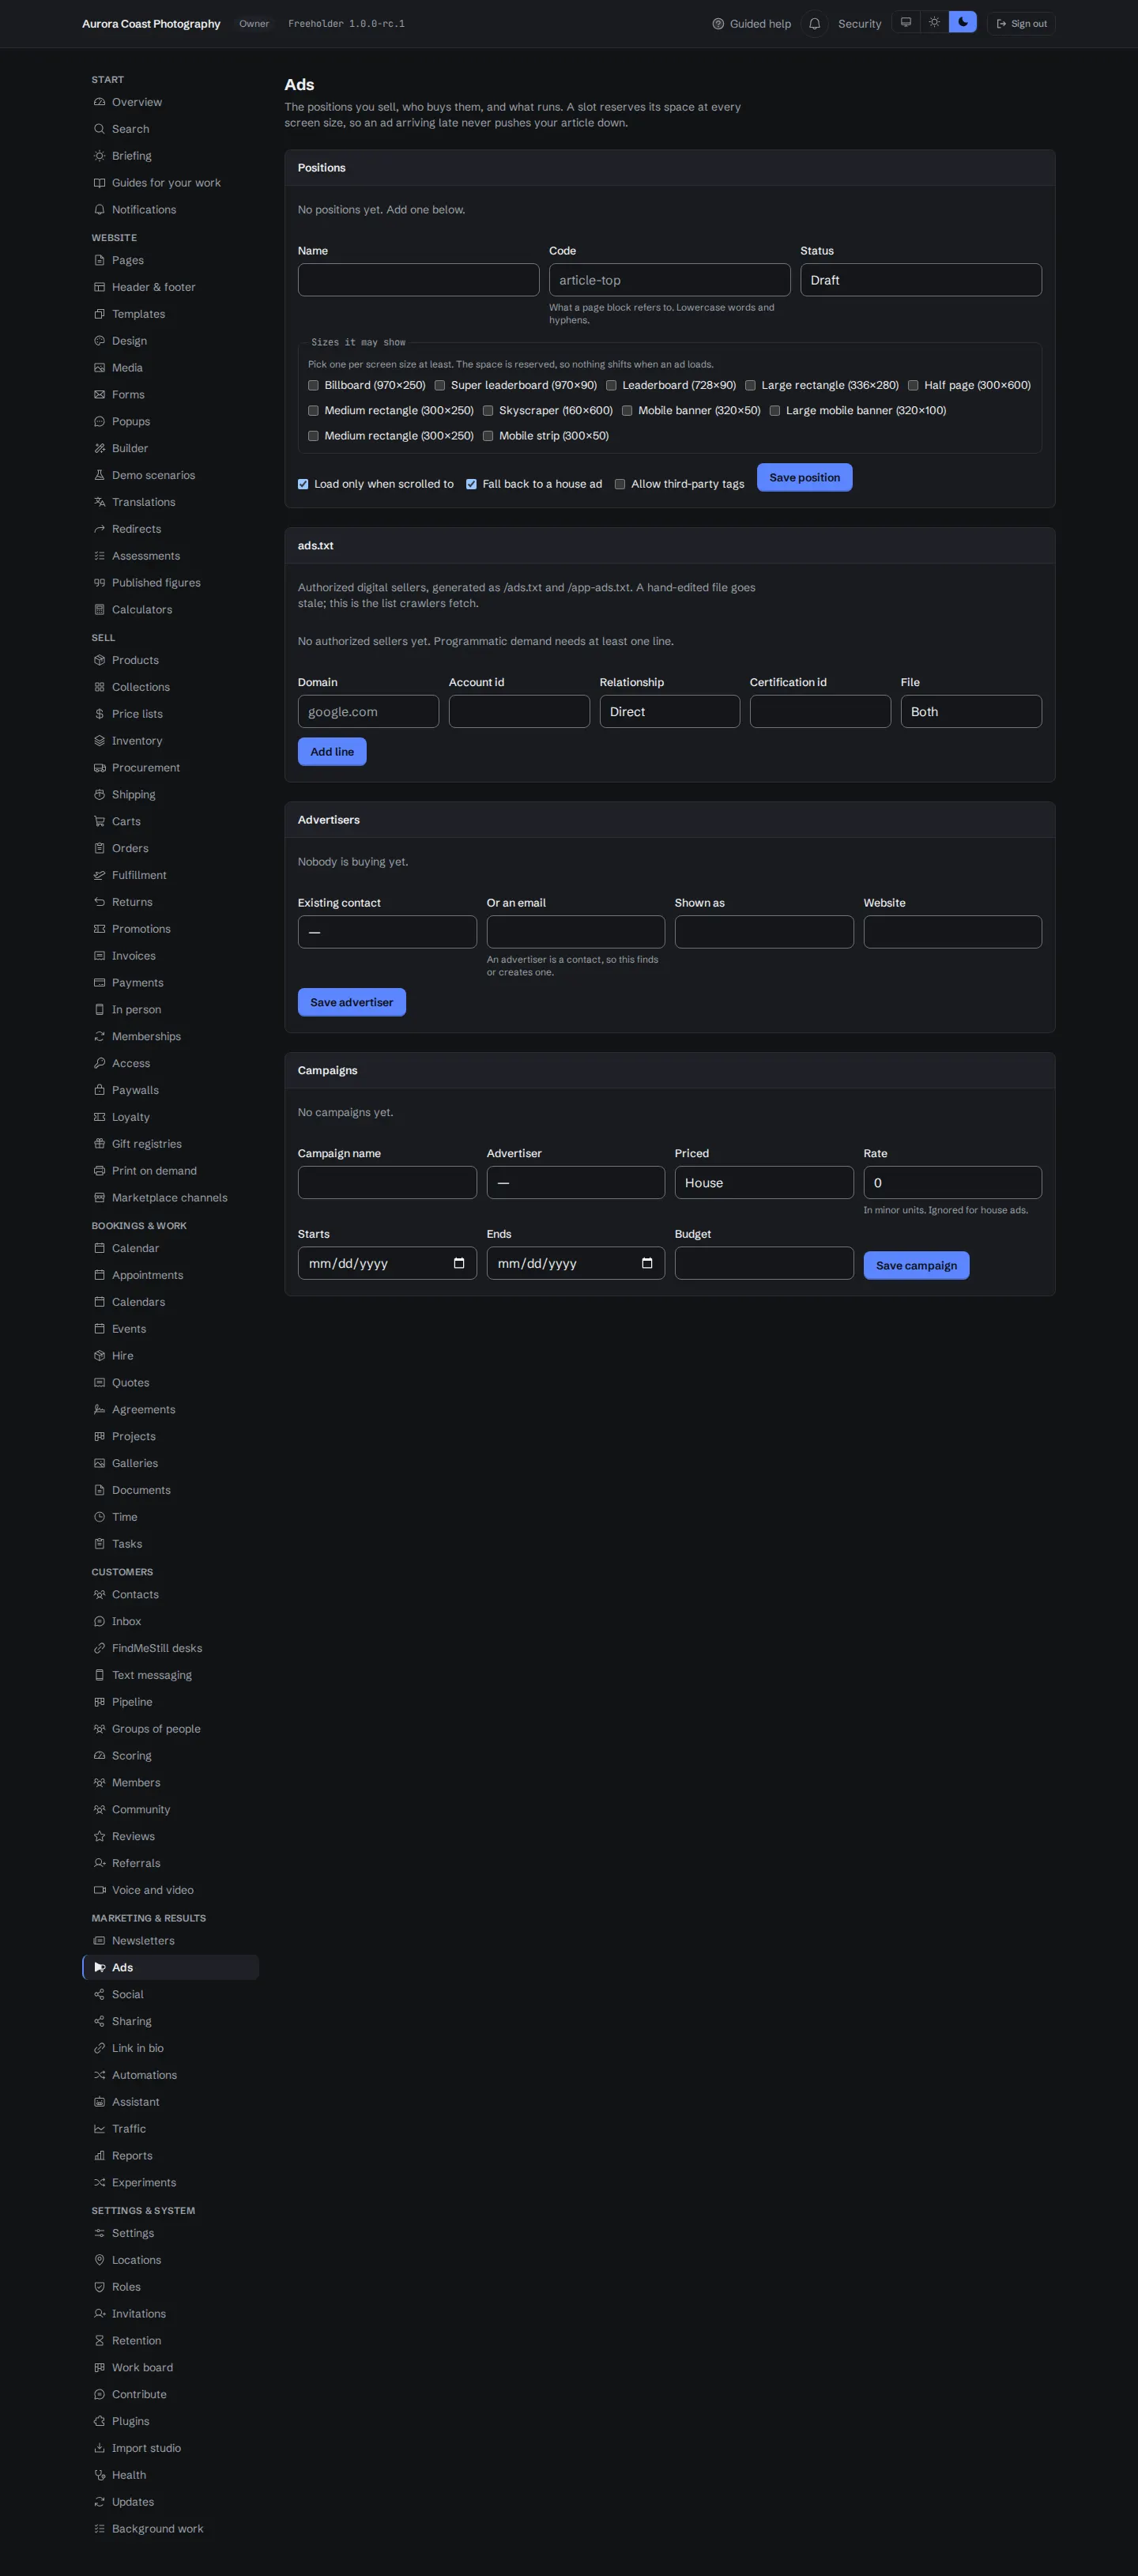 Aurora Coast Photography Owner Freeholder 1.0.0-rc.1 Guided help Security Sign out
START
Overview
Search
Briefing
Guides for your work
Notifications
WEBSITE
Pages
Header & footer
Templates
Design
Media
Forms
Popups
Builder
Demo scenarios
Translations
Redirects
Assessments
Published figures
Calculators
SELL
Products
Collections
Price lists
Inventory
Procurement
Shipping
Carts
Orders
Fulfillment
Returns
Promotions
Invoices
Payments
In person
Memberships
Access
Paywalls
Loyalty
Gift registries
Print on demand
Marketplace channels
BOOKINGS & WORK
Calendar
Appointments
Calendars
Events
Hire
Quotes
Agreements
Projects
Galleries
Documents
Time
Tasks
CUSTOMERS
Contacts
Inbox
FindMeStill desks
Text messaging
Pipeline
Groups of people
Scoring
Members
Community
Reviews
Referrals
Voice and video
MARKETING & RESULTS
Newsletters
Ads
Social
Sharing
Link in bio
Automations
Assistant
Traffic
Reports
Experiments
SETTINGS & SYSTEM
Settings
Locations
Roles
Invitations
Retention
Work board
Contribute
Plugins
Import studio
Health
Updates
Background work
Ads
The positions you sell, who buys them, and what runs. A slot reserves its space at every
screen size, so an ad arriving late never pushes your article down.
Positions
No positions yet. Add one below.
Name Code Status
article-top Draft
What a page block refers to. Lowercase words and
hyphens.
Sizes it may show
Pick one per screen size at least. The space is reserved, so nothing shifts when an ad loads.
Billboard (970×250) Super leaderboard (970×90) Leaderboard (728×90) Large rectangle (336×280) Half page (300×600)
Medium rectangle (300×250) Skyscraper (160×600) Mobile banner (320×50) Large mobile banner (320×100)
Medium rectangle (300×250) Mobile strip (300×50)
Load only when scrolled to Fall back to a house ad Allow third-party tags Save position
ads.txt
Authorized digital sellers, generated as /ads.txt and /app-ads.txt. A hand-edited file goes
stale; this is the list crawlers fetch.
No authorized sellers yet. Programmatic demand needs at least one line.
Domain Account id Relationship Certification id File
google.com Direct Both
Add line
Advertisers
Nobody is buying yet.
Existing contact Or an email Shown as Website
—
An advertiser is a contact, so this finds
or creates one.
Save advertiser
Campaigns
No campaigns yet.
Campaign name Advertiser Priced Rate
— House 0
In minor units. Ignored for house ads.
Starts Ends Budget
mm/dd/yyyy mm/dd/yyyy Save campaign